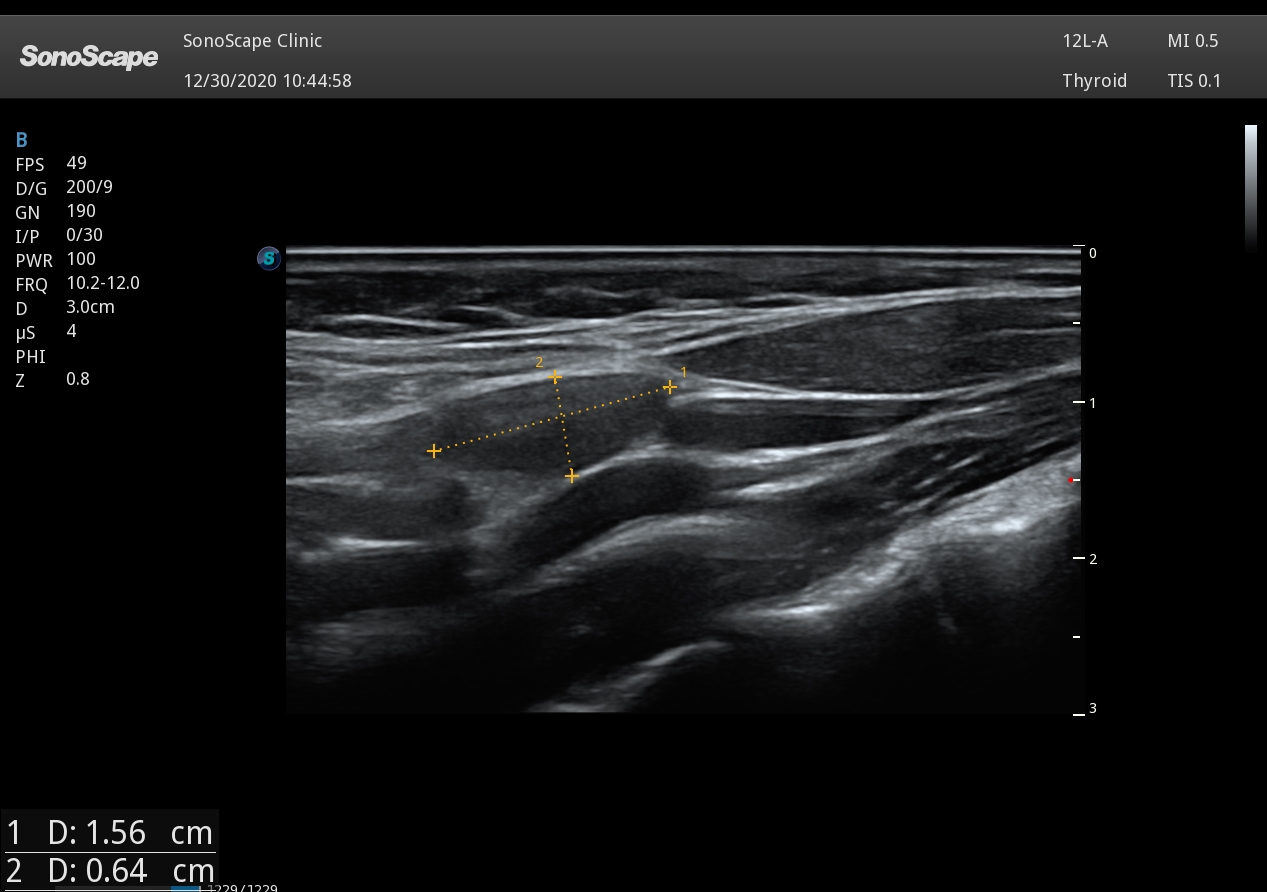 SonoScape
SonoScape Clinic
12/30/2020 10:44:58
12L-A
MI 0.5
Thyroid
TIS 0.1
B
FPS 49
D/G 200/9
GN 190
I/P 0/30
PWR 100
FRQ 10.2-12.0
D 3.0cm
µS 4
PHI
Z 0.8
S
0
2
1
1
2
3
1 D: 1.56 cm
2 D: 0.64 cm
1229/1229